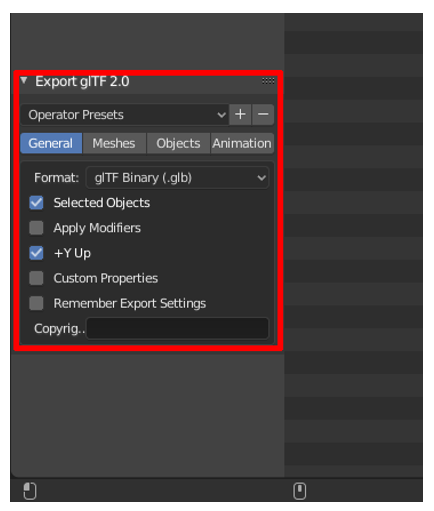 Export glTF 2.0
Operator Presets
General Meshes Objects Animation
Format: glTF Binary (.glb)
Selected Objects
Apply Modifiers
+Y Up
Custom Properties
Remember Export Settings
Copyrig..